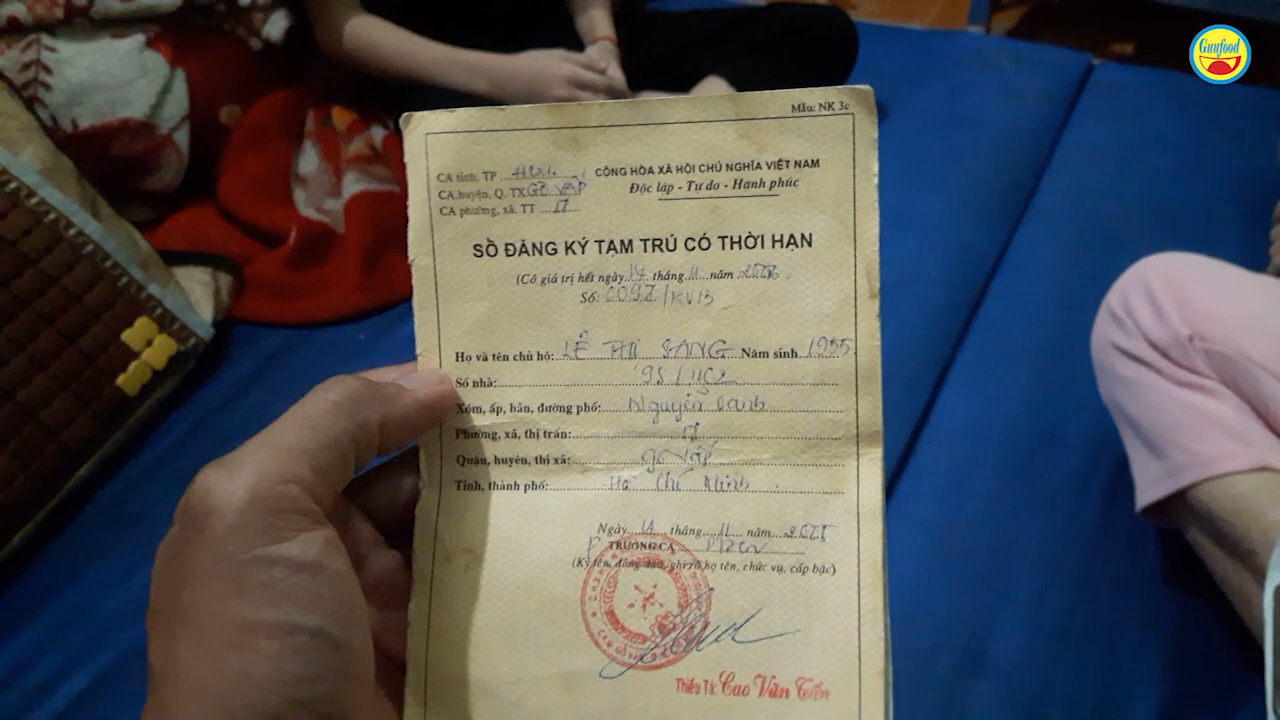 Gunfood
Mẫu: NK 3c
CA tỉnh, TP ... HCM
CỘNG HÒA XÃ HỘI CHỦ NGHĨA VIỆT NAM
CA huyện, Q, TX GÒ VẤP
Độc lập - Tự do - Hạnh phúc
CA phường, xã, TT ... 17
SỔ ĐĂNG KÝ TẠM TRÚ CÓ THỜI HẠN
(Có giá trị hết ngày 14 tháng 11 năm
Số: /KV13
Họ và tên chủ hộ: LÊ THỊ SANG Năm sinh 1955
Số nhà:
Xóm, ấp, bản, đường phố: Nguyễn Oanh
Phường, xã, thị trấn: 17
Quận, huyện, thị xã: gò vấp
Tỉnh, thành phố: Hồ Chí Minh
Ngày 14 tháng 11 năm
TRƯỞNG CA
(Ký tên, đóng dấu, ghi rõ họ tên, chức vụ, cấp bậc)
Thiếu Tá: Cao Văn Tiến